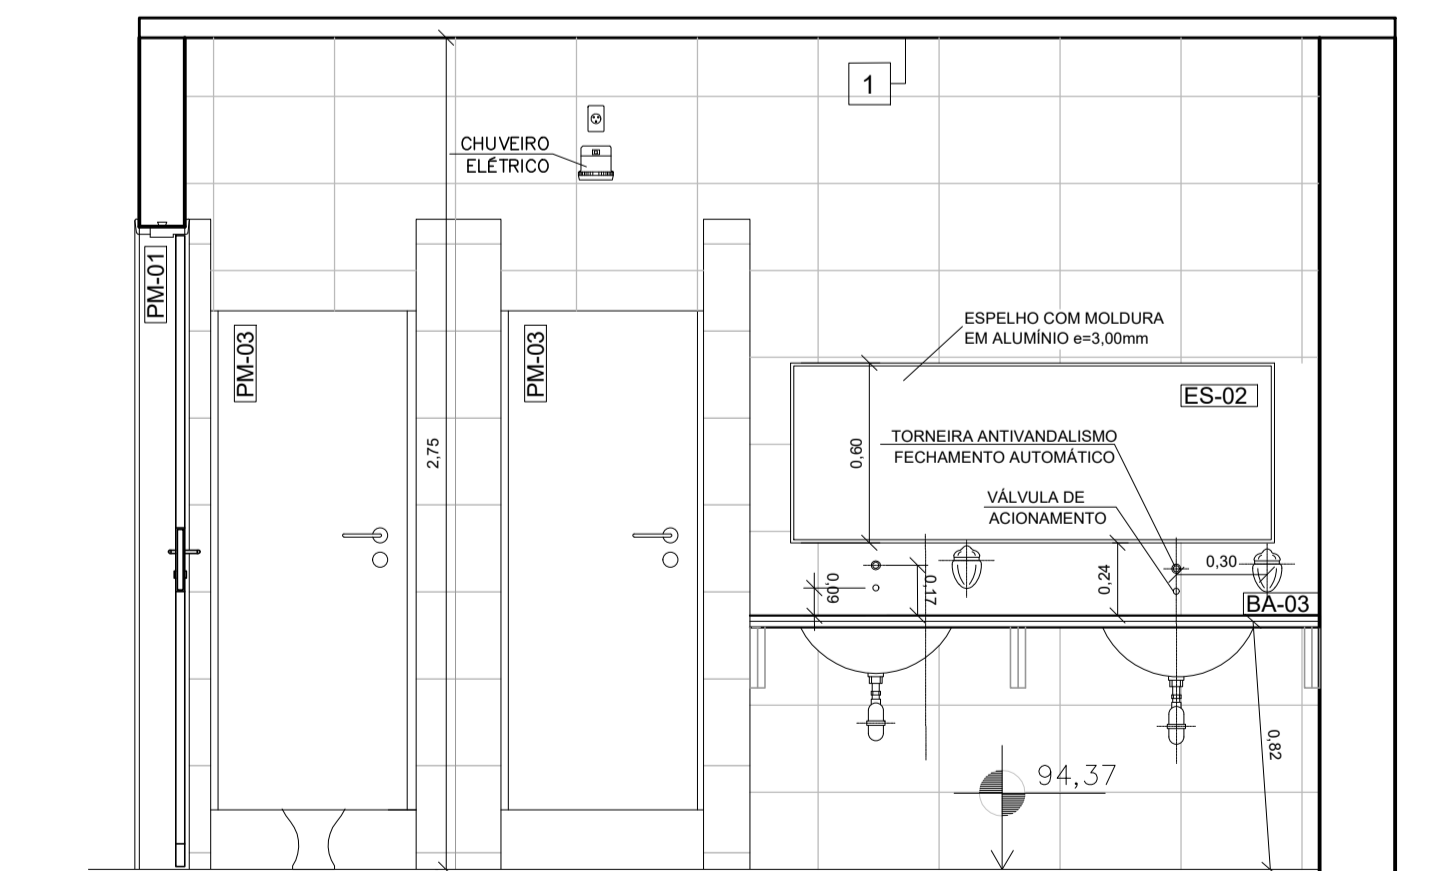 1
CHUVEIRO
ELÉTRICO
PM-01
PM-03
PM-03
ESPELHO COM MOLDURA
EM ALUMÍNIO e=3,00mm
ES-02
2,75
0,60
TORNEIRA ANTIVANDALISMO
FECHAMENTO AUTOMÁTICO
VÁLVULA DE
ACIONAMENTO
0,09
0,17
0,24
0,30
BA-03
0,82
94,37